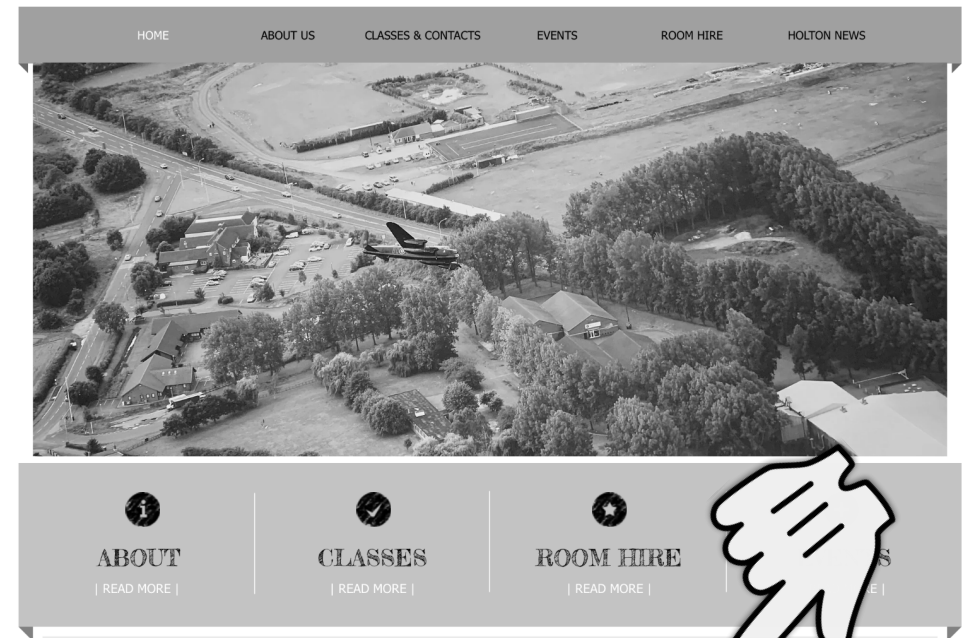 HOME ABOUT US CLASSES & CONTACTS EVENTS ROOM HIRE HOLTON NEWS
ABOUT CLASSES ROOM HIRE
| READ MORE | | READ MORE | | READ MORE |